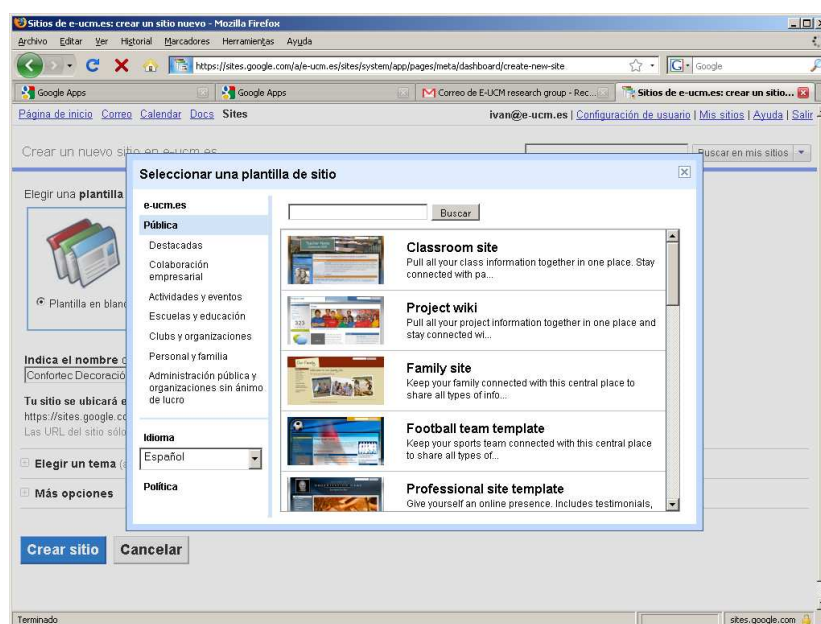 Sitios de e-ucm.es: crear un sitio nuevo - Mozilla Firefox
Archivo Editar Ver Historial Marcadores Herramientas Ayuda
https://sites.google.com/a/e-ucm.es/sites/system/app/pages/meta/dashboard/create-new-site
Google
Google Apps
Google Apps
Correo de E-UCM research group - Rec...
Sitios de e-ucm.es: crear un sitio...
Página de inicio Correo Calendar Docs Sites
ivan@e-ucm.es | Configuración de usuario | Mis sitios | Ayuda | Salir
Crear un nuevo sitio en e-ucm.es
Buscar en mis sitios
Seleccionar una plantilla de sitio
Elegir una plantilla
Plantilla en blan
Indica el nombre
Confortec Decoració
Tu sitio se ubicará e
https://sites.google.co
Las URL del sitio sólo
Elegir un tema
Más opciones
Crear sitio
Cancelar
e-ucm.es
Pública
Destacadas
Colaboración
empresarial
Actividades y eventos
Escuelas y educación
Clubs y organizaciones
Personal y familia
Administración pública y
organizaciones sin ánimo
de lucro
Idioma
Español
Política
Buscar
Classroom site
Pull all your class information together in one place. Stay
connected with pa...
Project wiki
Pull all your project information together in one place and
stay connected wi...
Family site
Keep your family connected with this central place to
share all types of info...
Football team template
Keep your sports team connected with this central place
to share all types of...
Professional site template
Give yourself an online presence. Includes testimonials,
Terminado
sites.google.com